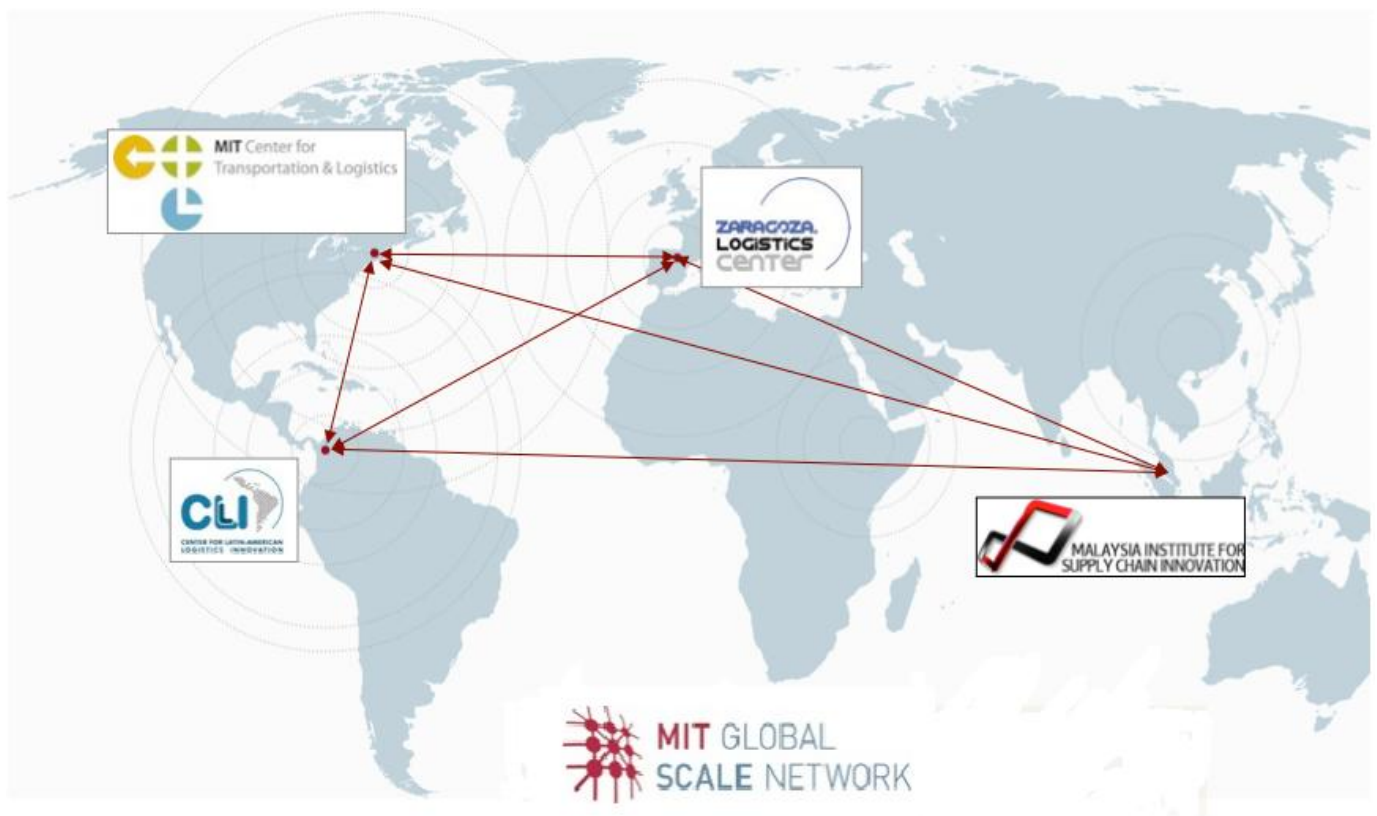 MIT Center for
Transportation & Logistics
ZARAGOZA
LOGISTICS
CENTER
CLI
CENTER FOR LATIN-AMERICAN
LOGISTICS INNOVATION
MALAYSIA INSTITUTE FOR
SUPPLY CHAIN INNOVATION
MIT GLOBAL
SCALE NETWORK